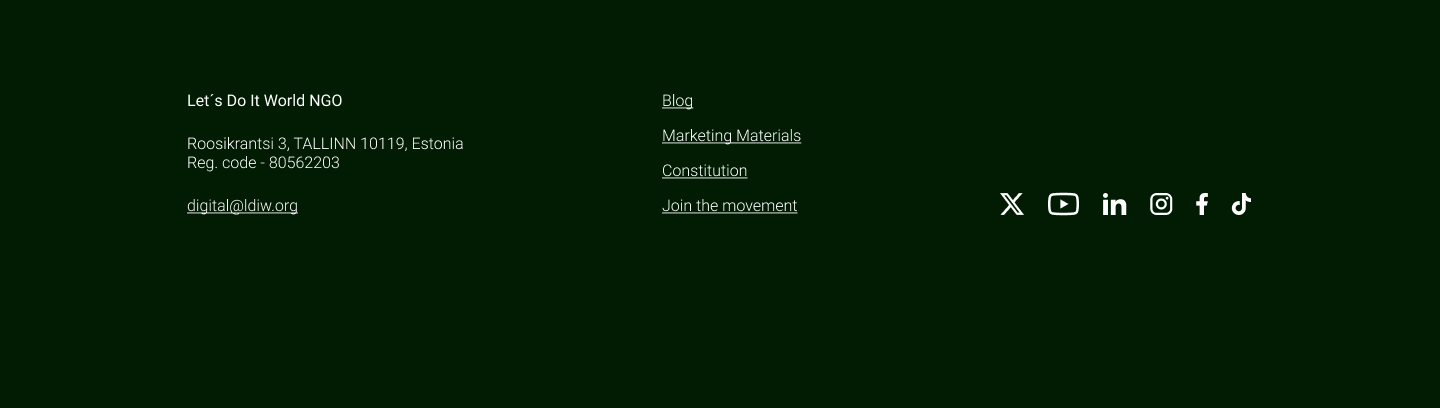 Let´s Do It World NGO
Roosikrantsi 3, TALLINN 10119, Estonia
Reg. code - 80562203
digital@ldiw.org
Blog
Marketing Materials
Constitution
Join the movement